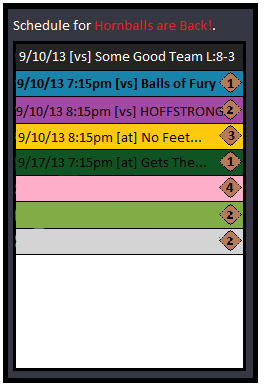 Schedule for Hornballs are Back!.
9/10/13 [vs] Some Good Team L:8-3
9/10/13 7:15pm [vs] Balls of Fury 1
9/10/13 8:15pm [vs] HOFFSTRONG 2
9/10/13 8:15pm [at] No Feet... 3
9/17/13 7:15pm [at] Gets The... 1
4
2
2